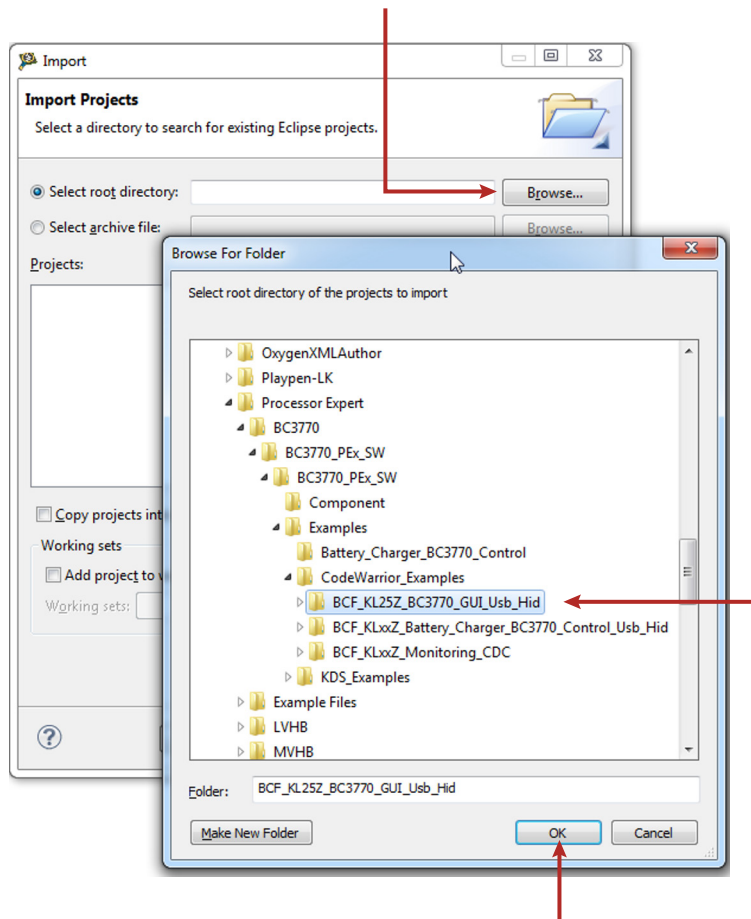 Import
Import Projects
Select a directory to search for existing Eclipse projects.
Select root directory:
Browse...
Select archive file:
Browse...
Projects:
Browse For Folder
Select root directory of the projects to import
OxygenXMLAuthor
Playpen-LK
Processor Expert
BC3770
BC3770_PEx_SW
BC3770_PEx_SW
Component
Examples
Battery_Charger_BC3770_Control
CodeWarrior_Examples
BCF_KL25Z_BC3770_GUI_Usb_Hid
BCF_KLxxZ_Battery_Charger_BC3770_Control_Usb_Hid
BCF_KLxxZ_Monitoring_CDC
KDS_Examples
Example Files
LVHB
MVHB
Copy projects int
Working sets
Add project to
Working sets:
?
Folder:
BCF_KL25Z_BC3770_GUI_Usb_Hid
Make New Folder
OK
Cancel